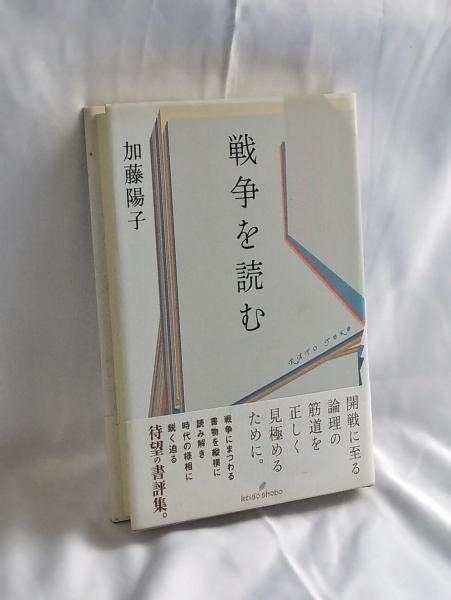 戦争を読む
加藤陽子
KATO YOKO
開戦に至る
論理の
筋道を
正しく
見極める
ために。
戦争にまつわる
書物を縦横に
読み解き
時代の様相に
鋭く迫る
待望の書評集。
keiso shobo